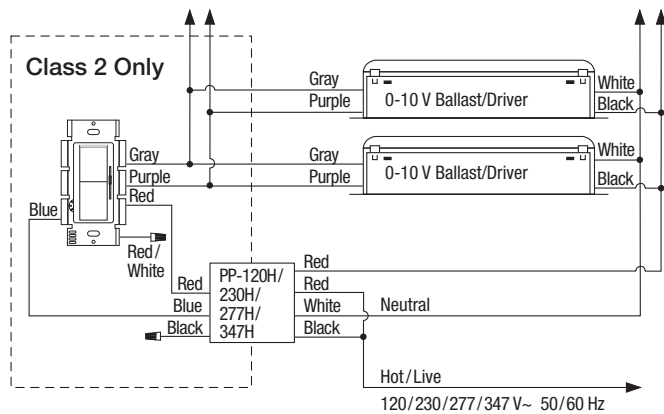 Class 2 Only
Gray
Purple
0-10 V Ballast/Driver
White
Black
Gray
Purple
0-10 V Ballast/Driver
White
Black
Gray
Purple
Red
Blue
Red/
White
Red
Blue
Black
PP-120H/
230H/
277H/
347H
Red
Red
White
Neutral
Black
Hot/Live
120/230/277/347 V~ 50/60 Hz